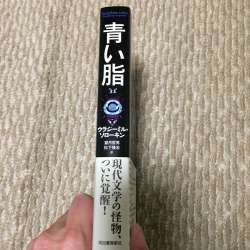 青い脂
ウラジーミル・
ソローキン
望月哲男
松下隆志
訳
現代文学の怪物、
ついに覚醒！
河出書房新社